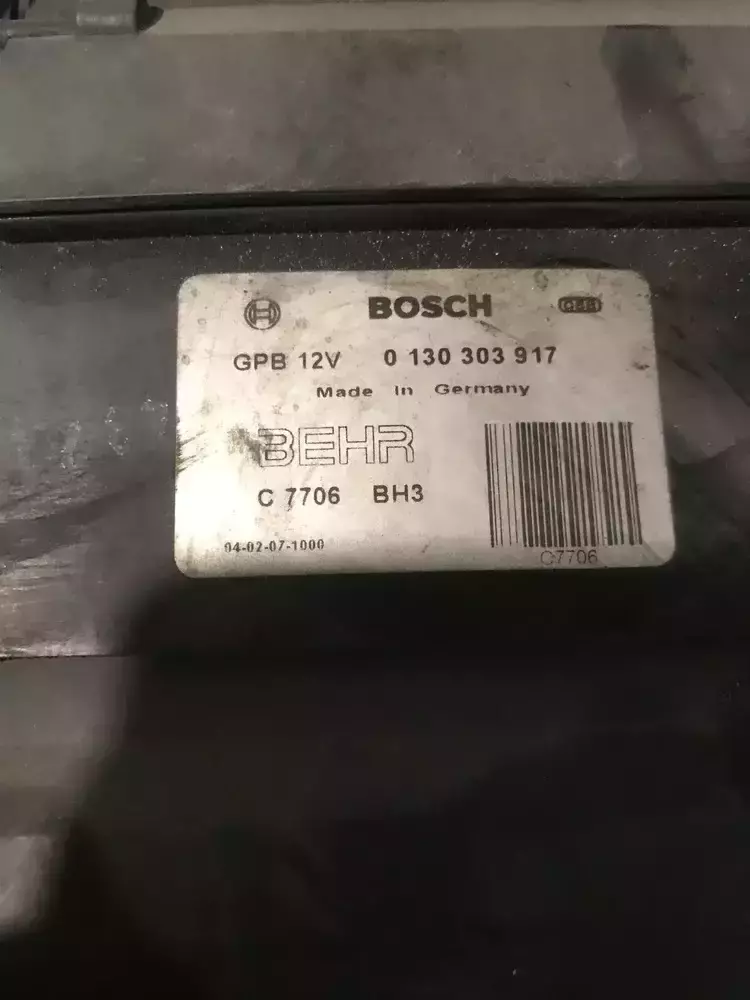 BOSCH
GPB 12V 0 130 303 917
Made in Germany
BEHR
C 7706 BH3
04-02-07-1000
C7706